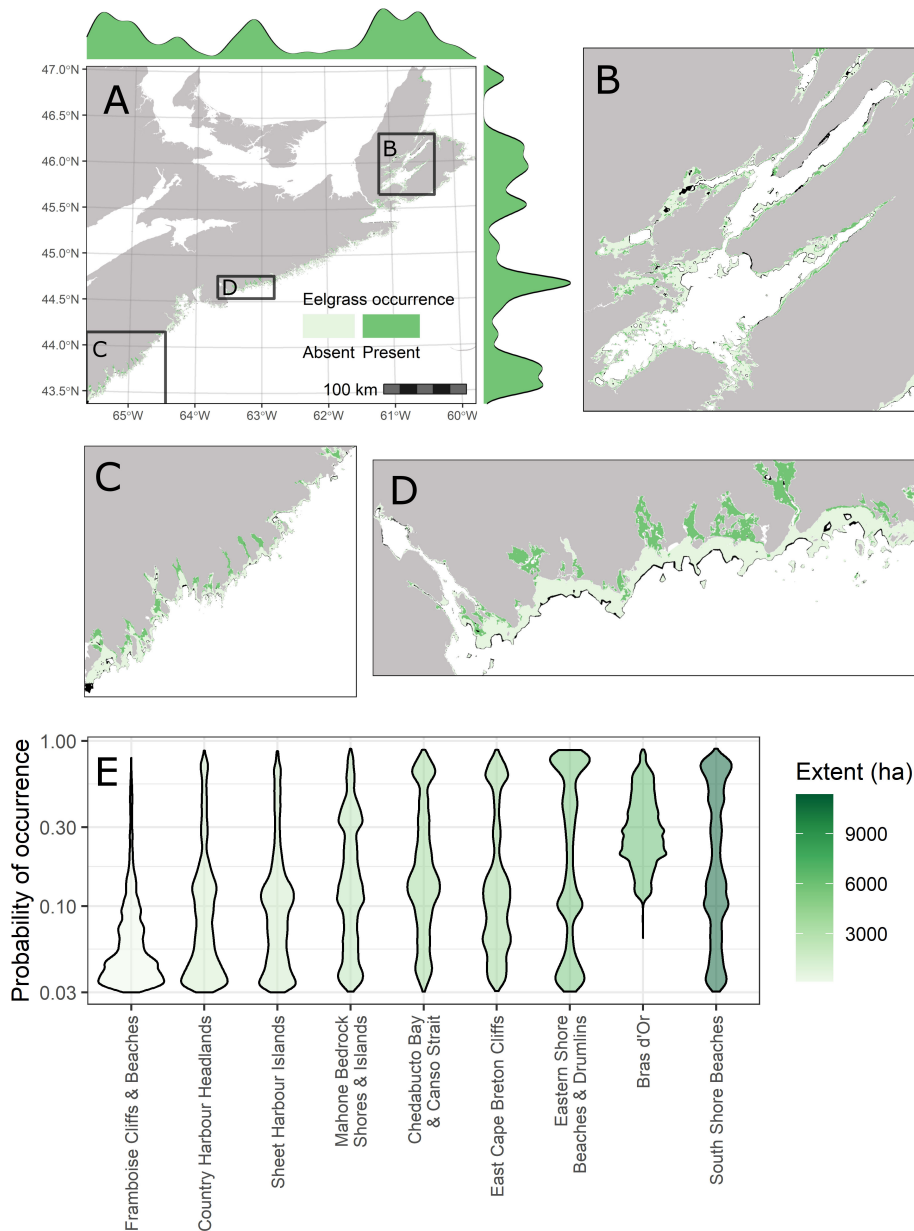 47.0°N
46.5°N
46.0°N
45.5°N
45.0°N
44.5°N
44.0°N
43.5°N
A
B
D
C
Eelgrass occurrence
Absent Present
100 km
65°W 64°W 63°W 62°W 61°W 60°W
B
C
D
Probability of occurrence
1.00
0.30
0.10
0.03
E
Framboise Cliffs & Beaches
Country Harbour Headlands
Sheet Harbour Islands
Mahone Bedrock
Shores & Islands
Chedabucto Bay
& Canso Strait
East Cape Breton Cliffs
Eastern Shore
Beaches & Drumlins
Bras d'Or
South Shore Beaches
Extent (ha)
9000
6000
3000